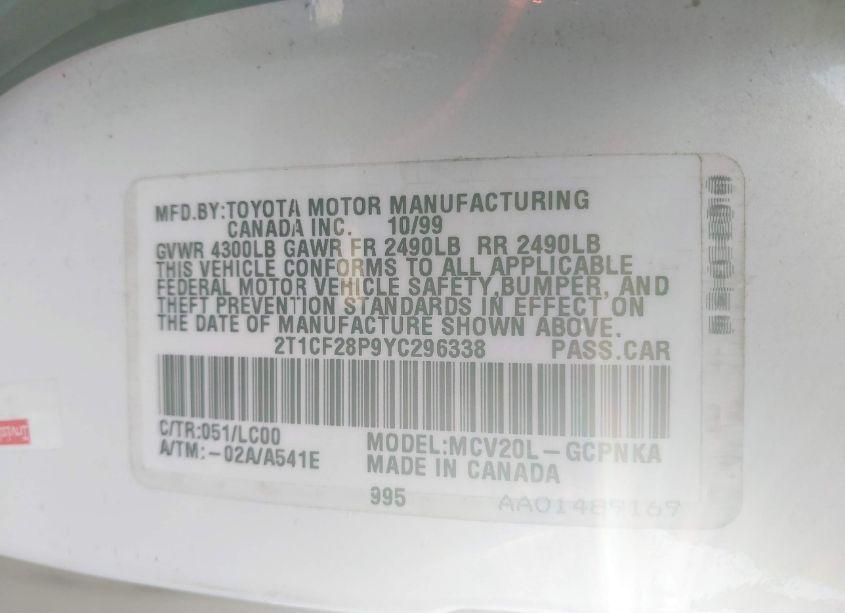 MFD.BY:TOYOTA MOTOR MANUFACTURING
CANADA INC. 10/99
GVWR 4300LB GAWR FR 2490LB RR 2490LB
THIS VEHICLE CONFORMS TO ALL APPLICABLE
FEDERAL MOTOR VEHICLE SAFETY,BUMPER, AND
THEFT PREVENTION STANDARDS IN EFFECT ON
THE DATE OF MANUFACTURE SHOWN ABOVE.
2T1CF28P9YC296338 PASS.CAR
C/TR:051/LC00
A/TM:-02A/A541E
MODEL:MCV20L-GCPNKA
MADE IN CANADA
995
AA01489169